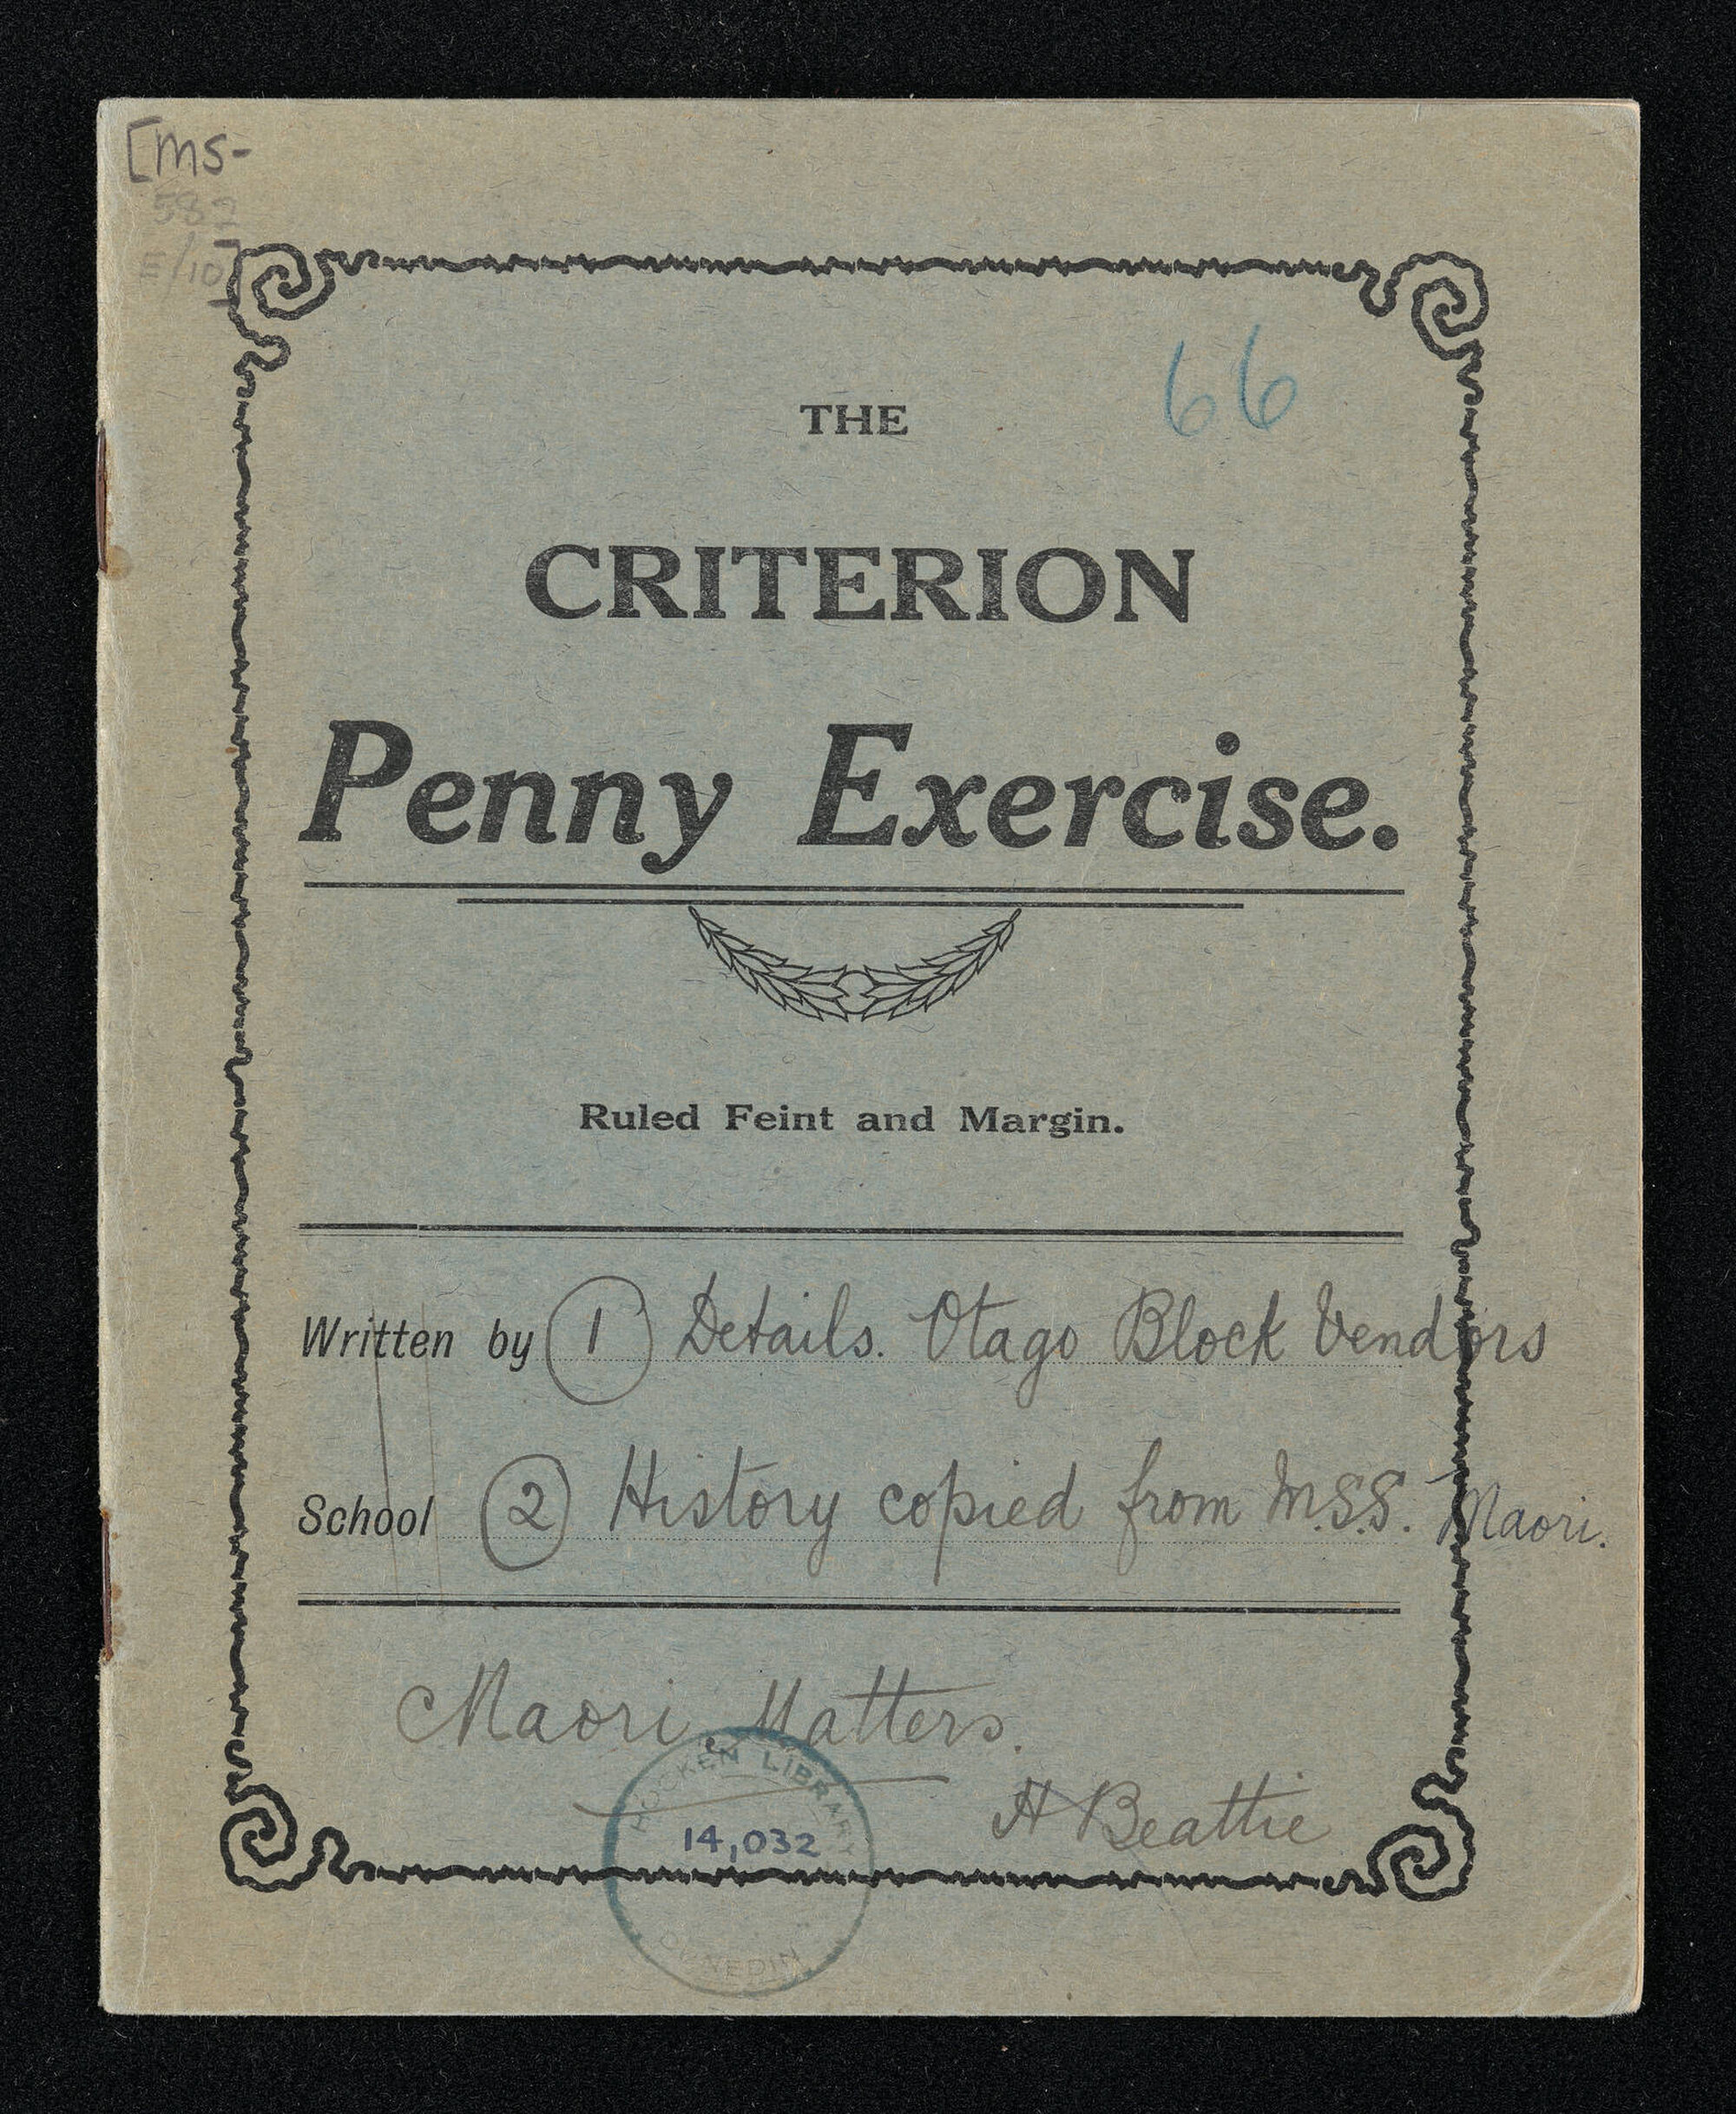 [MS-
582
E/10]
66
THE
CRITERION
Penny Exercise.
Ruled Feint and Margin.
Written by 1 Details. Otago Block Vendors
School 2 History copied from M.S.S. Maori.
Maori Matters.
H Beattie
HOCKEN LIBRARY
14,032
DUNEDIN